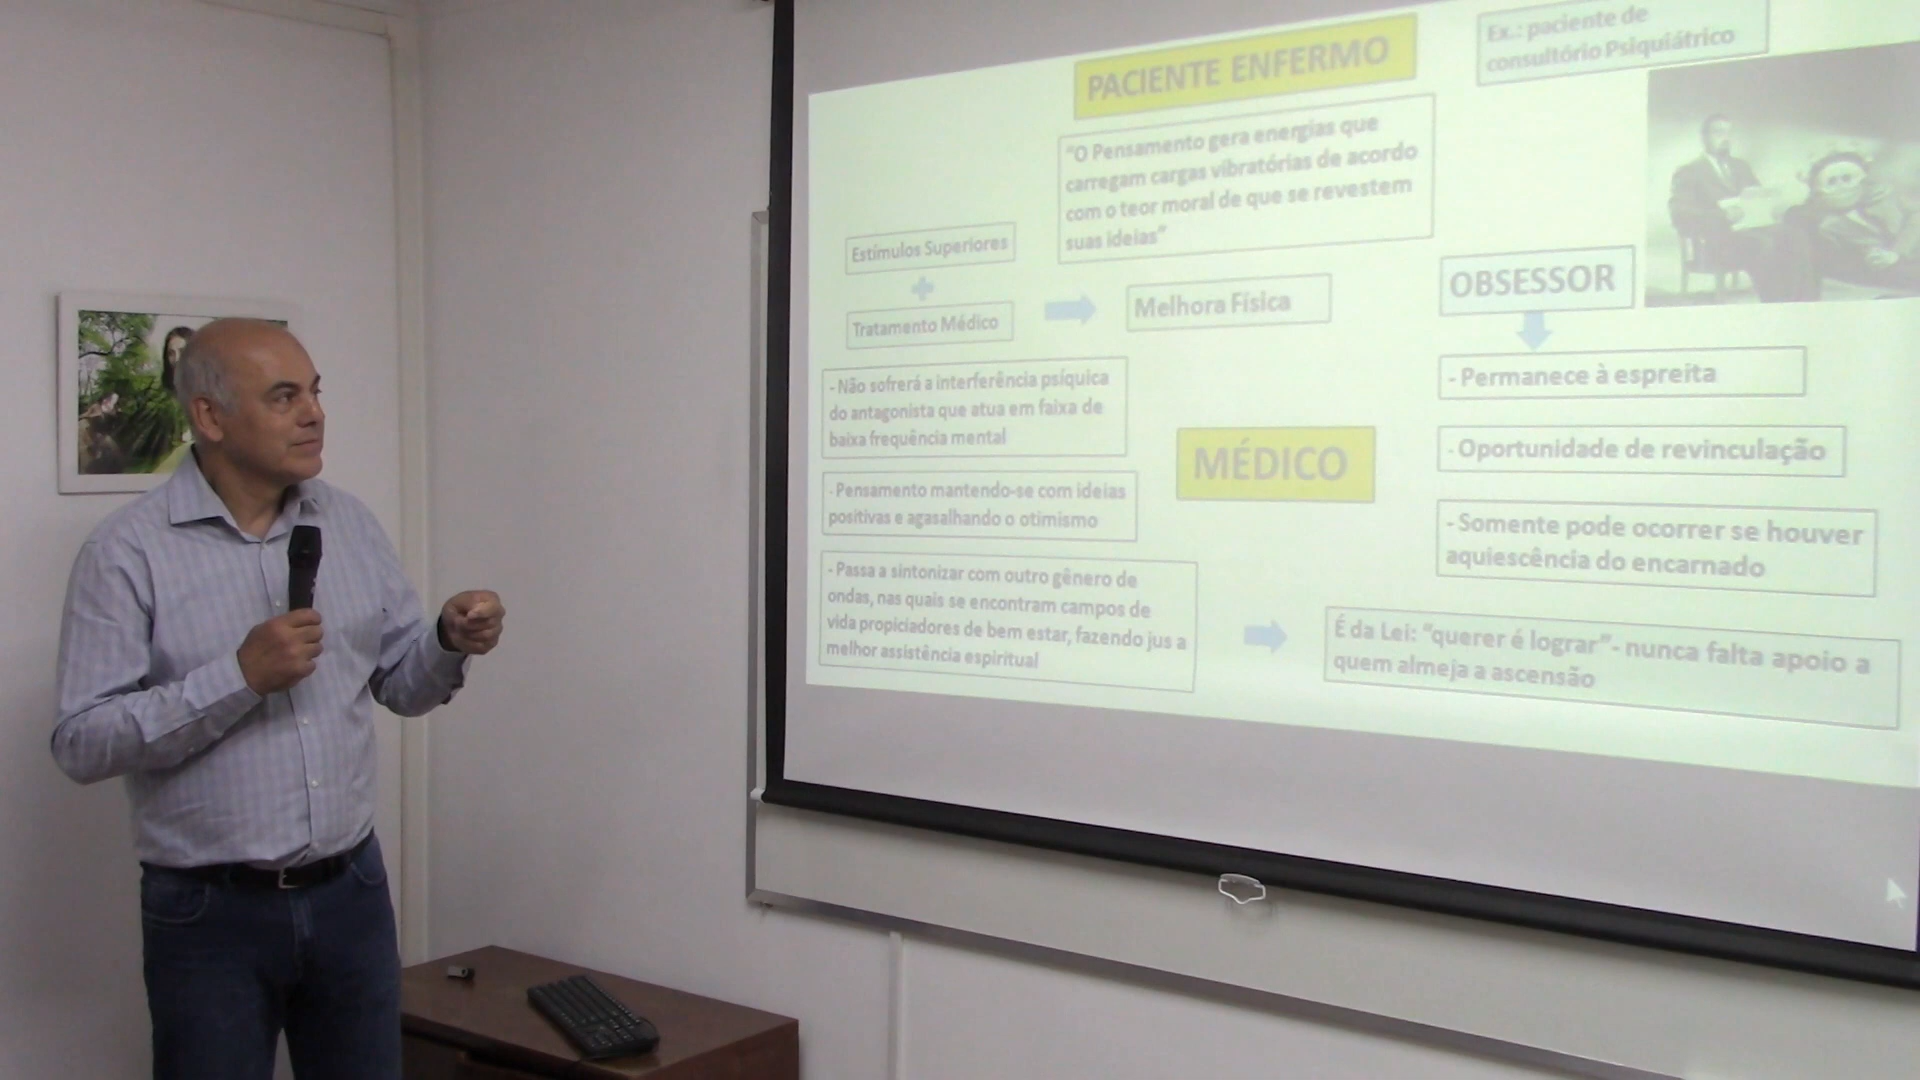 PACIENTE ENFERMO
Ex.: paciente de
consultório Psiquiátrico
"O Pensamento gera energias que
carregam cargas vibratórias de acordo
com o teor moral de que se revestem
suas ideias"
Estímulos Superiores
Tratamento Médico
Melhora Física
- Não sofrerá a interferência psíquica
do antagonista que atua em faixa de
baixa frequência mental
- Pensamento mantendo-se com ideias
positivas e agasalhando o otimismo
- Passa a sintonizar com outro gênero de
ondas, nas quais se encontram campos de
vida propiciadores de bem estar, fazendo jus a
melhor assistência espiritual
MÉDICO
OBSESSOR
- Permanece à espreita
- Oportunidade de revinculação
- Somente pode ocorrer se houver
aquiescência do encarnado
É da Lei: "querer é lograr"- nunca falta apoio a
quem almeja a ascensão